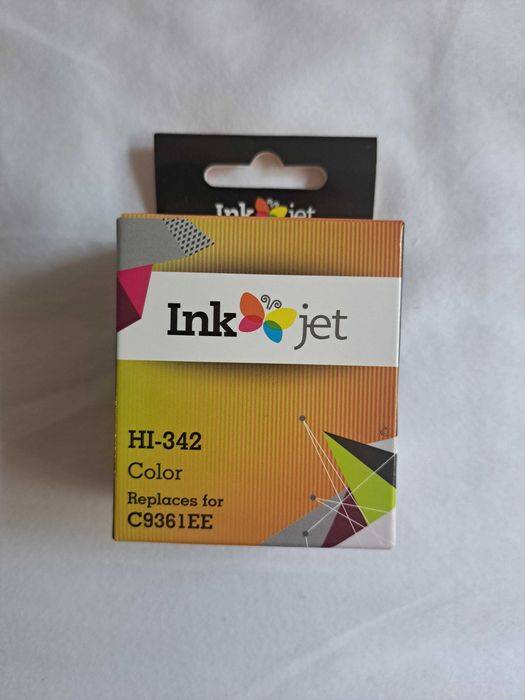 Ink jet
Ink jet
HI-342
Color
Replaces for
C9361EE